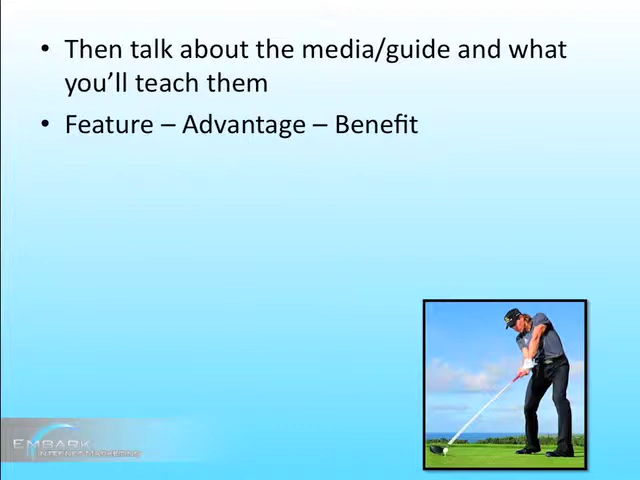 • Then talk about the media/guide and what
you’ll teach them
• Feature – Advantage – Benefit
EMBARK
INTERNET MARKETING